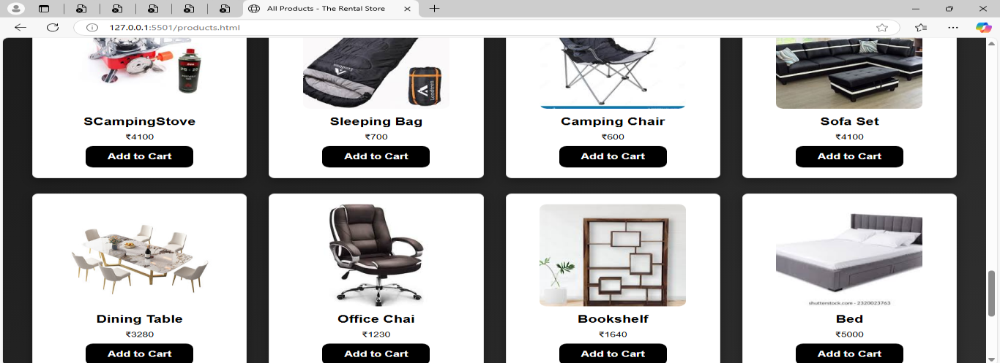 All Products - The Rental Store
127.0.0.1:5501/products.html
PG - 20
Londtren
SCampingStove
₹4100
Add to Cart
Sleeping Bag
₹700
Add to Cart
Camping Chair
₹600
Add to Cart
Sofa Set
₹4100
Add to Cart
Dining Table
₹3280
Add to Cart
Office Chai
₹1230
Add to Cart
Bookshelf
₹1640
Add to Cart
shutterstock.com - 2320023763
Bed
₹5000
Add to Cart